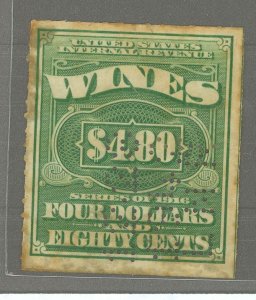 UNITED STATES
INTERNAL REVENUE
WINES
$4.80
SERIES OF 1916
FOUR DOLLARS
AND
EIGHTY CENTS